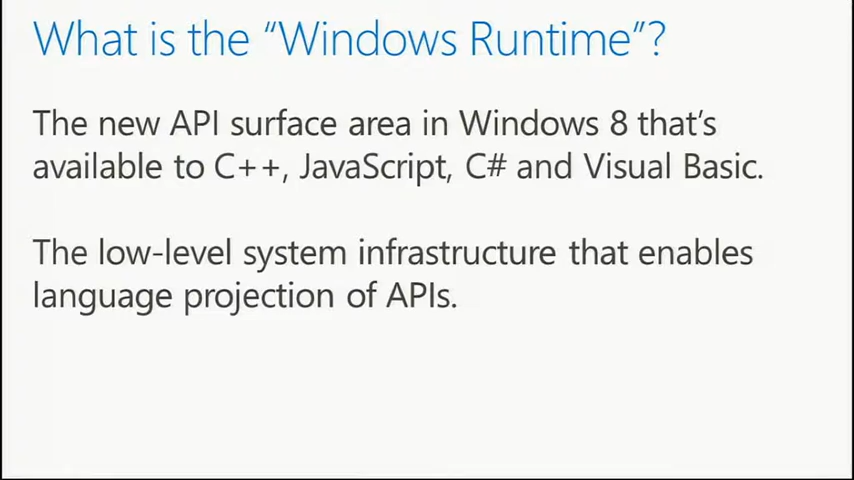 What is the “Windows Runtime”?
The new API surface area in Windows 8 that’s
available to C++, JavaScript, C# and Visual Basic.
The low-level system infrastructure that enables
language projection of APIs.